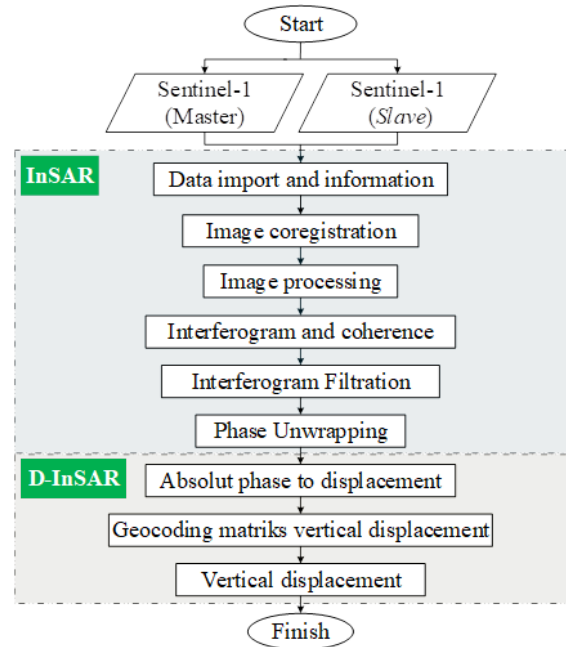 Start
Sentinel-1
(Master)
Sentinel-1
(Slave)
InSAR
Data import and information
Image coregistration
Image processing
Interferogram and coherence
Interferogram Filtration
Phase Unwrapping
D-InSAR
Absolut phase to displacement
Geocoding matriks vertical displacement
Vertical displacement
Finish